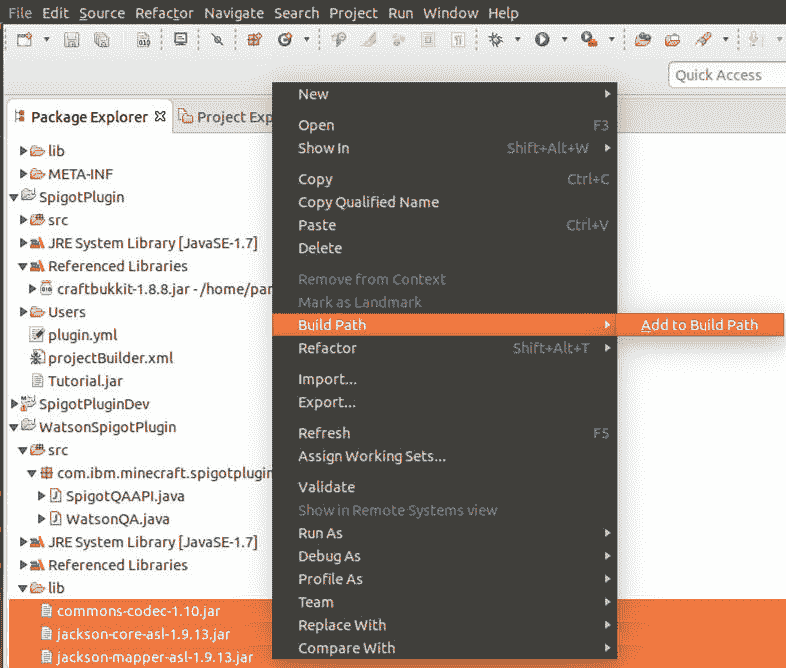 File Edit Source Refactor Navigate Search Project Run Window Help
Quick Access
Package Explorer
Project Exp
lib
META-INF
SpigotPlugin
src
JRE System Library [JavaSE-1.7]
Referenced Libraries
craftbukkit-1.8.8.jar - /home/par
Users
plugin.yml
projectBuilder.xml
Tutorial.jar
SpigotPluginDev
WatsonSpigotPlugin
src
com.ibm.minecraft.spigotplugin
SpigotQAAPI.java
WatsonQA.java
JRE System Library [JavaSE-1.7]
Referenced Libraries
lib
commons-codec-1.10.jar
jackson-core-asl-1.9.13.jar
jackson-mapper-asl-1.9.13.jar
New
Open F3
Show In Shift+Alt+W
Copy Ctrl+C
Copy Qualified Name
Paste Ctrl+V
Delete
Remove from Context
Mark as Landmark
Build Path
Add to Build Path
Refactor Shift+Alt+T
Import...
Export...
Refresh F5
Assign Working Sets...
Validate
Show in Remote Systems view
Run As
Debug As
Profile As
Team
Replace With
Compare With